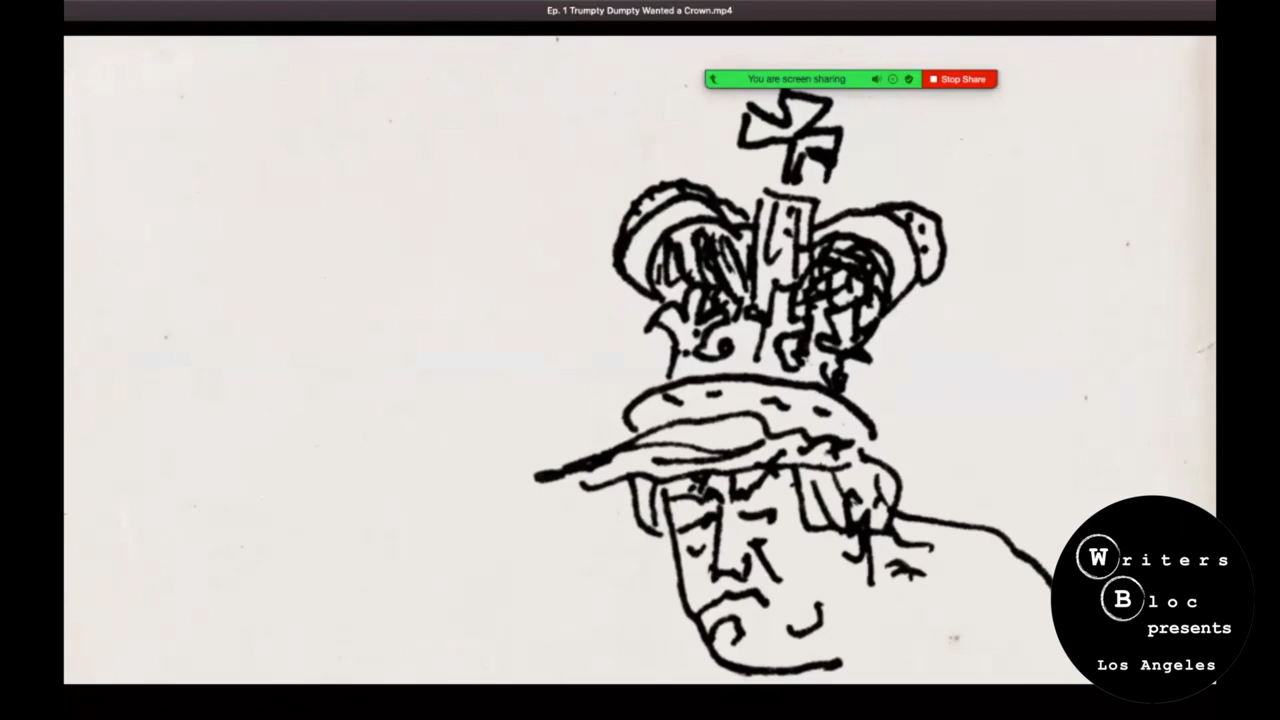 Ep. 1 Trumpty Dumpty Wanted a Crown.mp4
You are screen sharing
Stop Share
Writers
Bloc
presents
Los Angeles